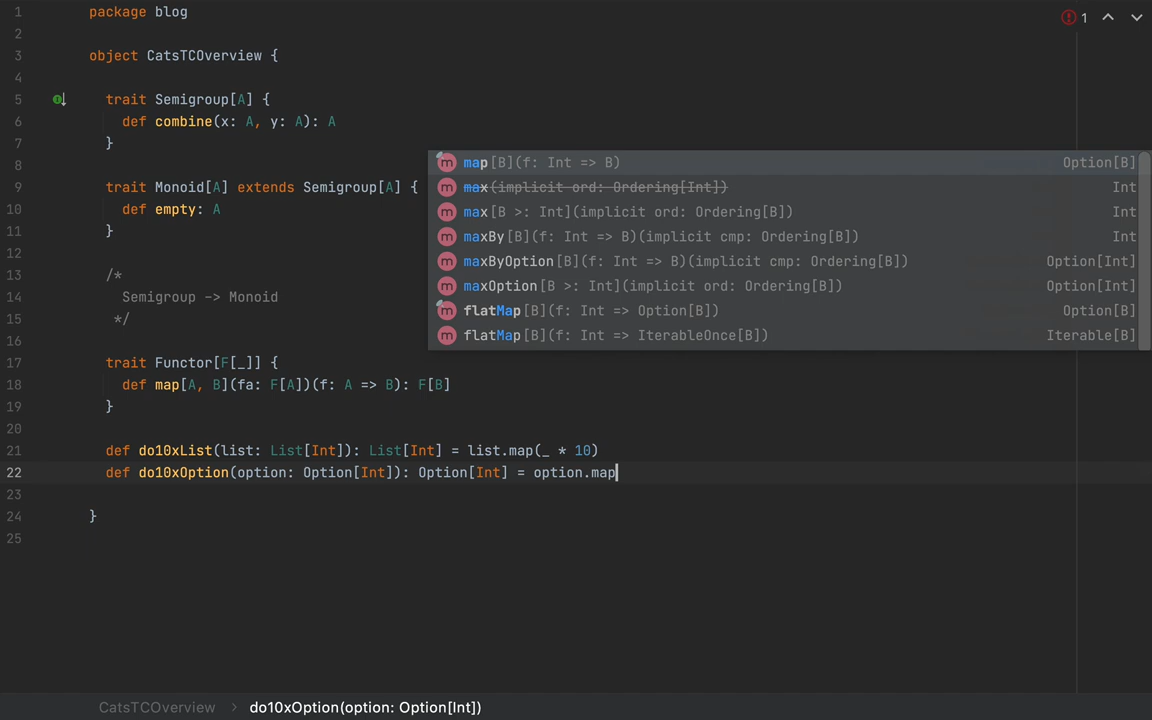 1 package blog
2
3 object CatsTCOverview {
4
5 trait Semigroup[A] {
6 def combine(x: A, y: A): A
7 }
8
9 trait Monoid[A] extends Semigroup[A] {
10 def empty: A
11 }
12
13 /*
14 Semigroup -> Monoid
15 */
16
17 trait Functor[F[_]] {
18 def map[A, B](fa: F[A])(f: A => B): F[B]
19 }
20
21 def do10xList(list: List[Int]): List[Int] = list.map(_ * 10)
22 def do10xOption(option: Option[Int]): Option[Int] = option.map
23
24 }
25
1
m map[B](f: Int => B) Option[B]
m max(implicit ord: Ordering[Int]) Int
m max[B >: Int](implicit ord: Ordering[B]) Int
m maxBy[B](f: Int => B)(implicit cmp: Ordering[B]) Int
m maxByOption[B](f: Int => B)(implicit cmp: Ordering[B]) Option[Int]
m maxOption[B >: Int](implicit ord: Ordering[B]) Option[Int]
m flatMap[B](f: Int => Option[B]) Option[B]
m flatMap[B](f: Int => IterableOnce[B]) Iterable[B]
CatsTCOverview > do10xOption(option: Option[Int])